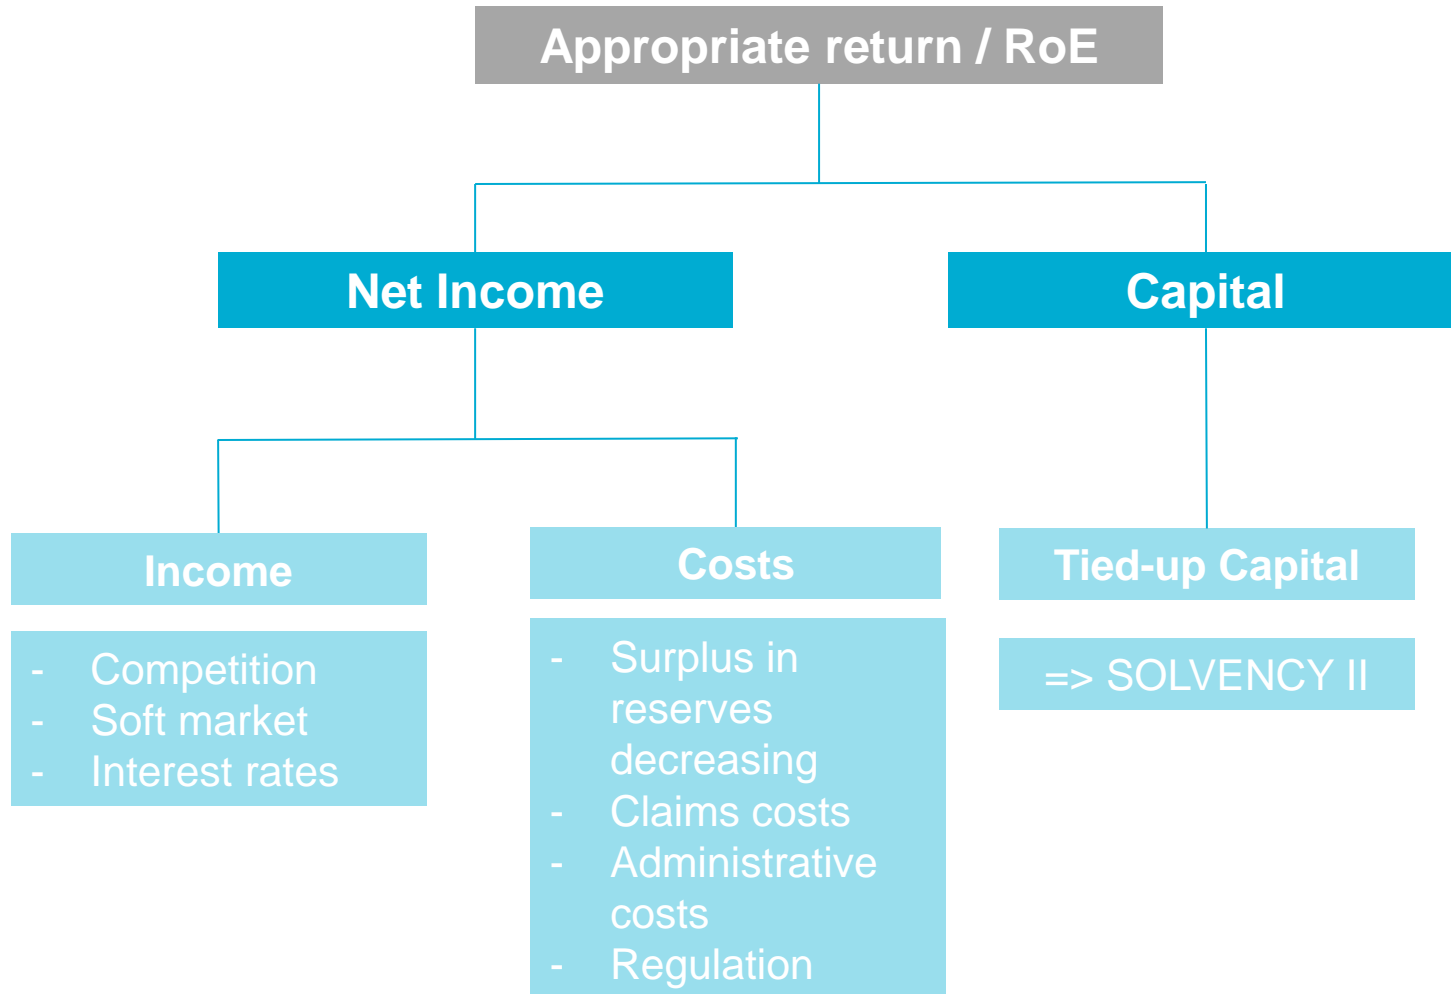 Appropriate return / RoE
Net Income
Capital
Income
- Competition
- Soft market
- Interest rates
Costs
- Surplus in
reserves
decreasing
- Claims costs
- Administrative
costs
- Regulation
Tied-up Capital
=> SOLVENCY II